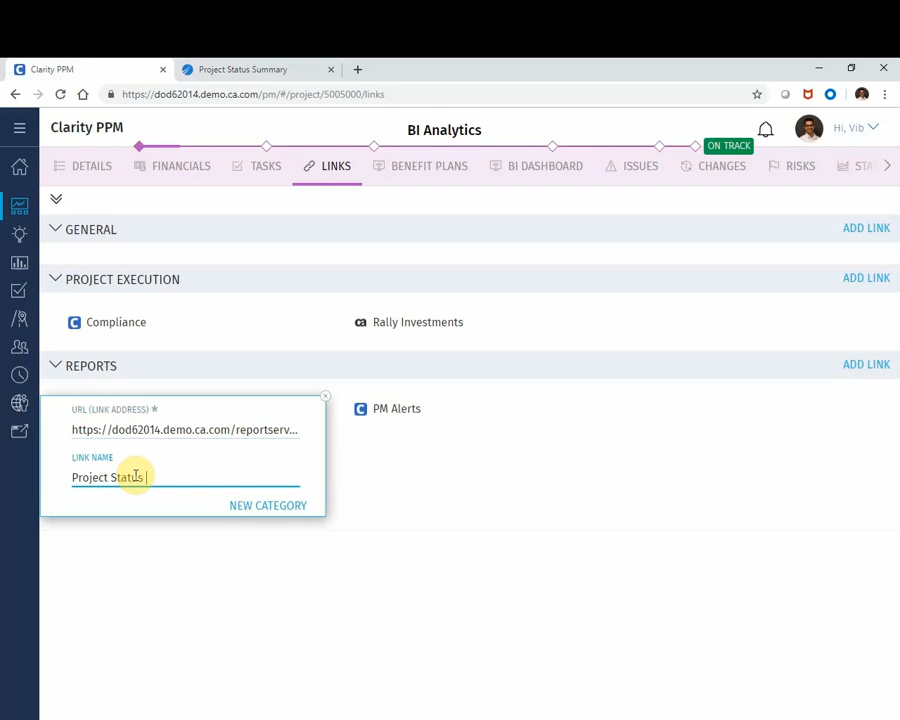 Clarity PPM
Project Status Summary
https://dod62014.demo.ca.com/pm/#/project/5005000/links
Clarity PPM
BI Analytics
ON TRACK
Hi, Vib
DETAILS
FINANCIALS
TASKS
LINKS
BENEFIT PLANS
BI DASHBOARD
ISSUES
CHANGES
RISKS
GENERAL
ADD LINK
PROJECT EXECUTION
ADD LINK
Compliance
ca Rally Investments
REPORTS
ADD LINK
URL (LINK ADDRESS) *
https://dod62014.demo.ca.com/reportserv...
LINK NAME
Project Status
NEW CATEGORY
PM Alerts